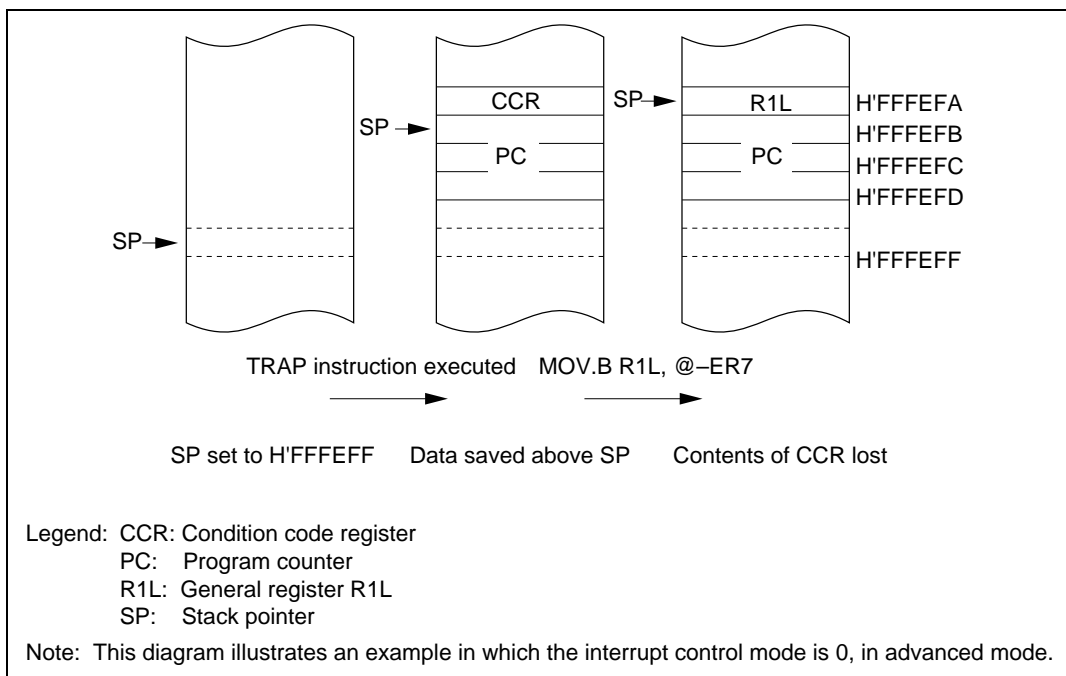 CCR
SP
R1L
H'FFFEFA
SP
H'FFFEFB
PC
PC
H'FFFEFC
H'FFFEFD
SP
H'FFFEFF
TRAP instruction executed MOV.B R1L, @–ER7
SP set to H'FFFEFF Data saved above SP Contents of CCR lost
Legend: CCR: Condition code register
PC: Program counter
R1L: General register R1L
SP: Stack pointer
Note: This diagram illustrates an example in which the interrupt control mode is 0, in advanced mode.